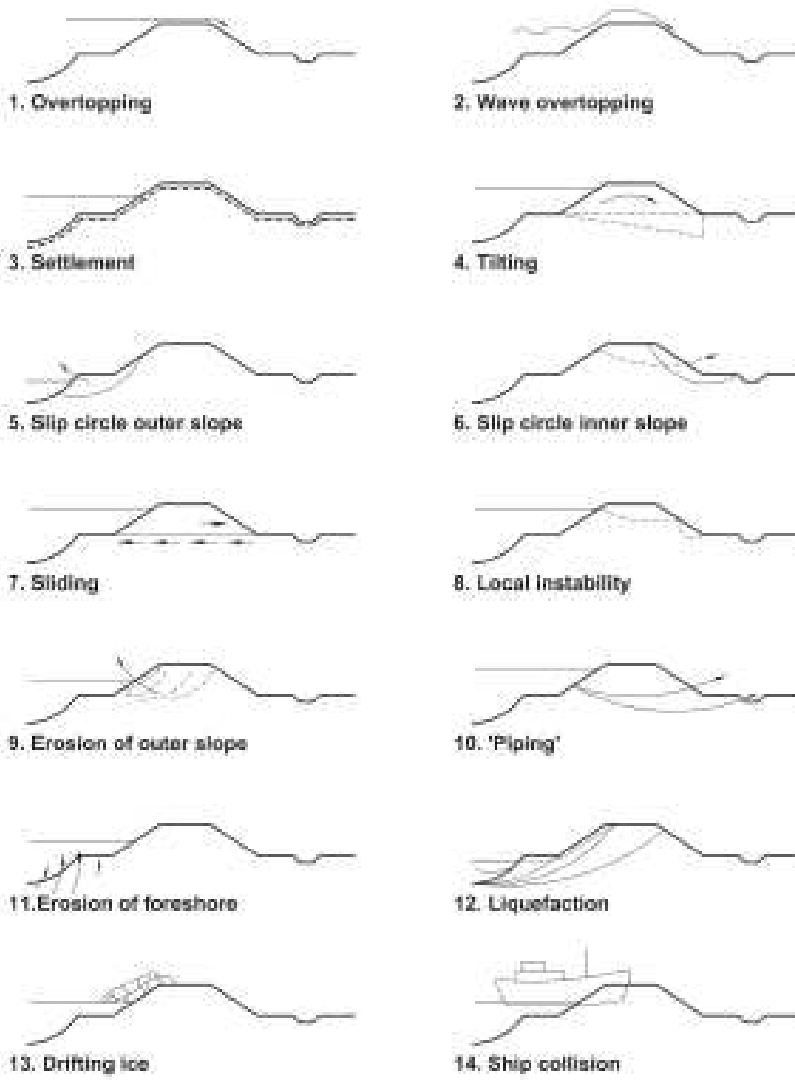 1. Overtopping
2. Wave overtopping
3. Settlement
4. Tilting
5. Slip circle outer slope
6. Slip circle inner slope
7. Sliding
8. Local instability
9. Erosion of outer slope
10. 'Piping'
11.Erosion of foreshore
12. Liquefaction
13. Drifting ice
14. Ship collision